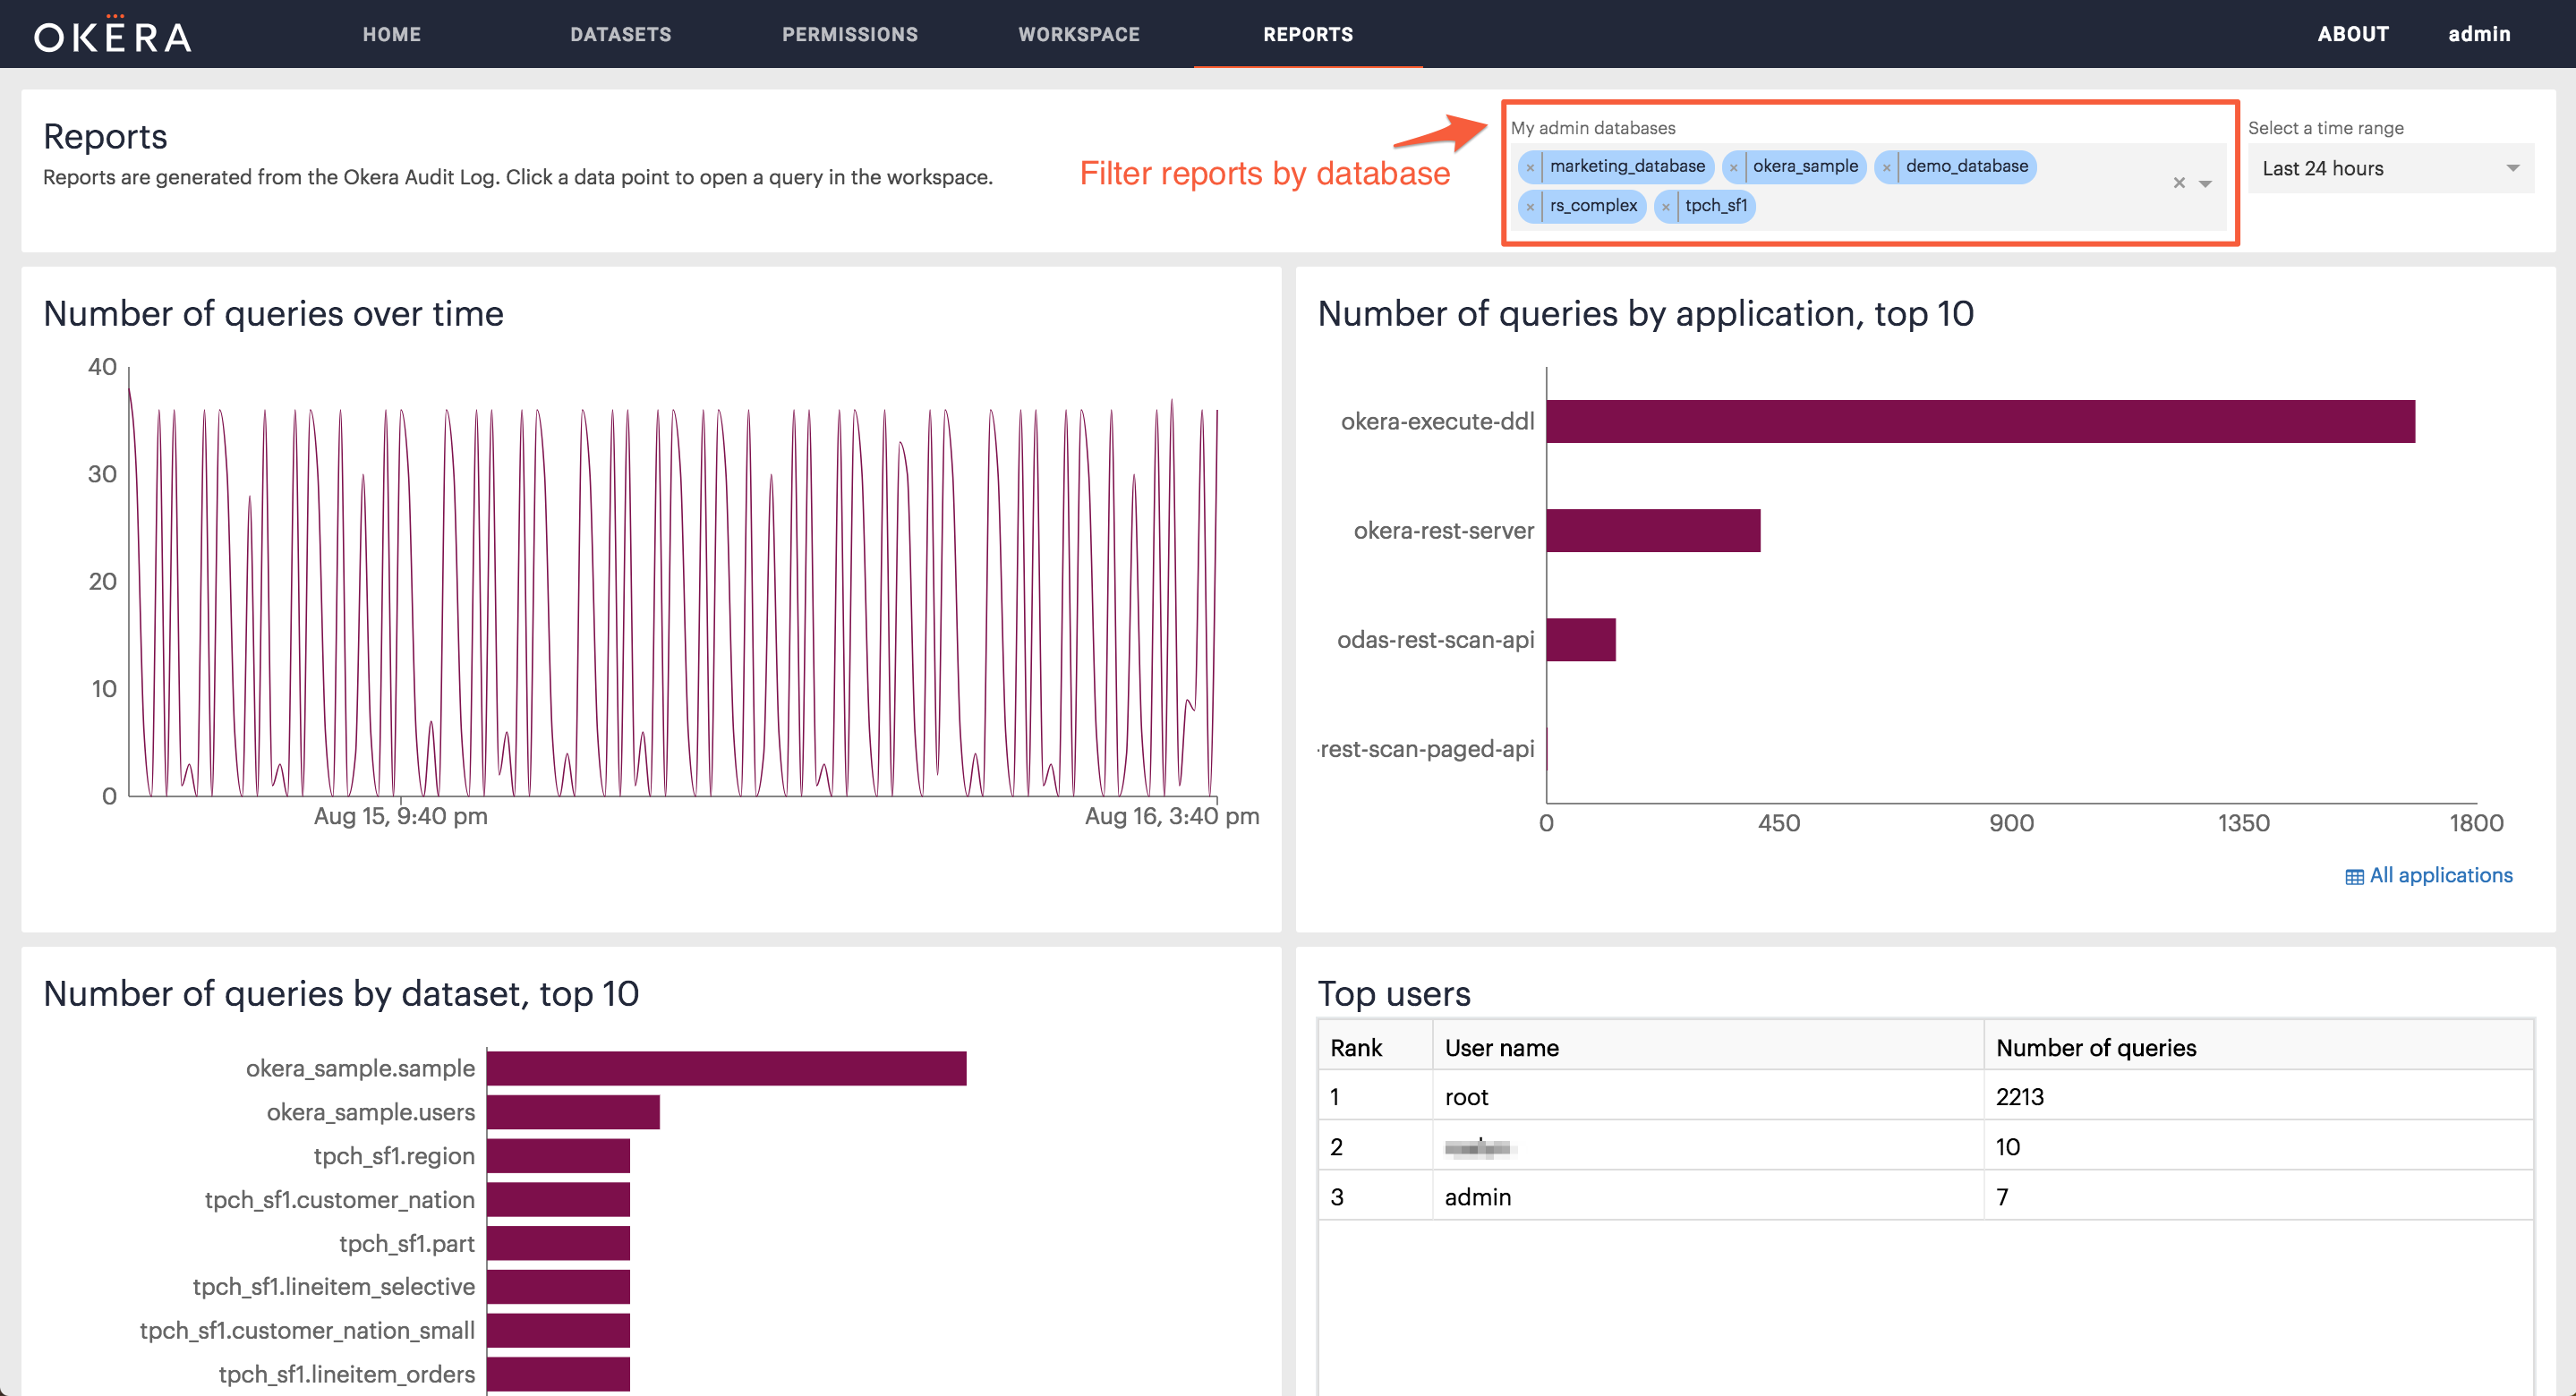 OKERA
HOME DATASETS PERMISSIONS WORKSPACE REPORTS ABOUT admin
Reports
Reports are generated from the Okera Audit Log. Click a data point to open a query in the workspace.
Filter reports by database
My admin databases
× marketing_database × okera_sample × demo_database
× rs_complex × tpch_sf1
×
Select a time range
Last 24 hours
Number of queries over time
40
30
20
10
0
Aug 15, 9:40 pm Aug 16, 3:40 pm
Number of queries by application, top 10
okera-execute-ddl
okera-rest-server
odas-rest-scan-api
-rest-scan-paged-api
0 450 900 1350 1800
All applications
Number of queries by dataset, top 10
okera_sample.sample
okera_sample.users
tpch_sf1.region
tpch_sf1.customer_nation
tpch_sf1.part
tpch_sf1.lineitem_selective
tpch_sf1.customer_nation_small
tpch_sf1.lineitem_orders
Top users
Rank User name Number of queries
1 root 2213
2 10
3 admin 7